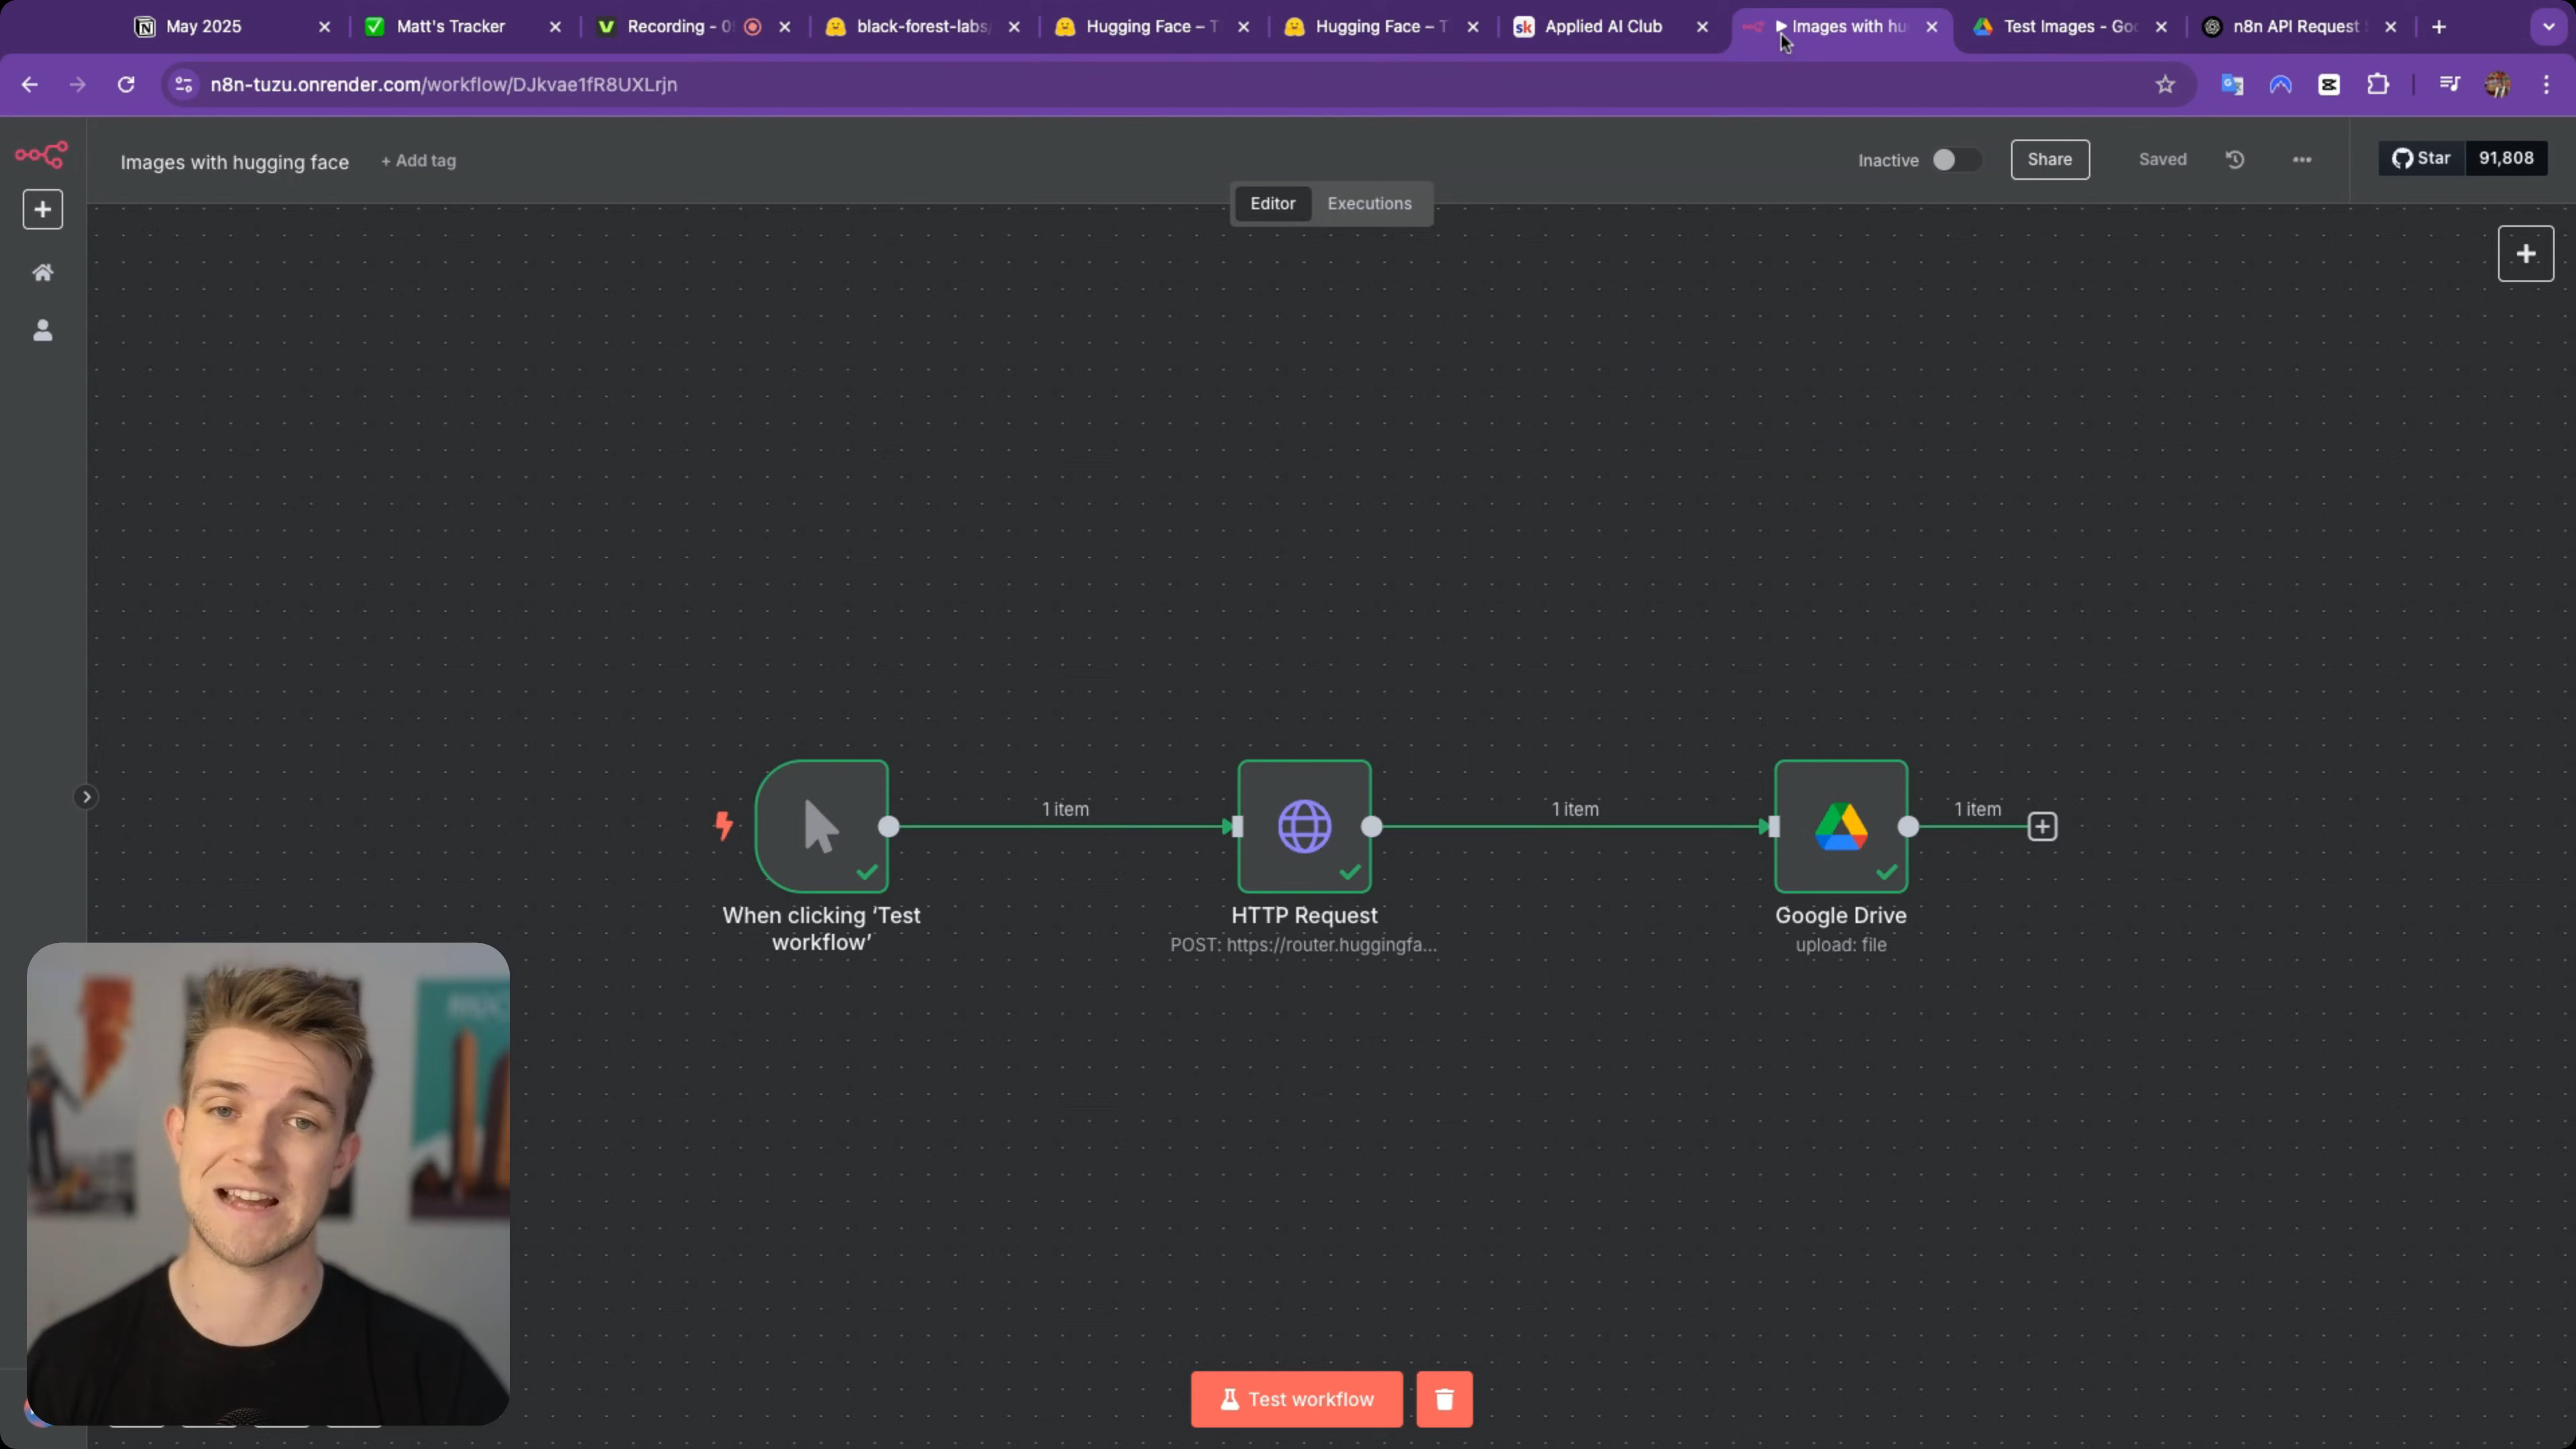 May 2025
Matt's Tracker
Recording - 0
black-forest-labs/
Hugging Face – T
Hugging Face – T
sk
Applied AI Club
Images with hu
Test Images - Goo
n8n API Request
n8n-tuzu.onrender.com/workflow/DJkvae1fR8UXLrjn
Images with hugging face
+ Add tag
Inactive
Share
Saved
Star
91,808
Editor
Executions
1 item
1 item
1 item
When clicking ‘Test
workflow’
HTTP Request
POST: https://router.huggingfa...
Google Drive
upload: file
Test workflow